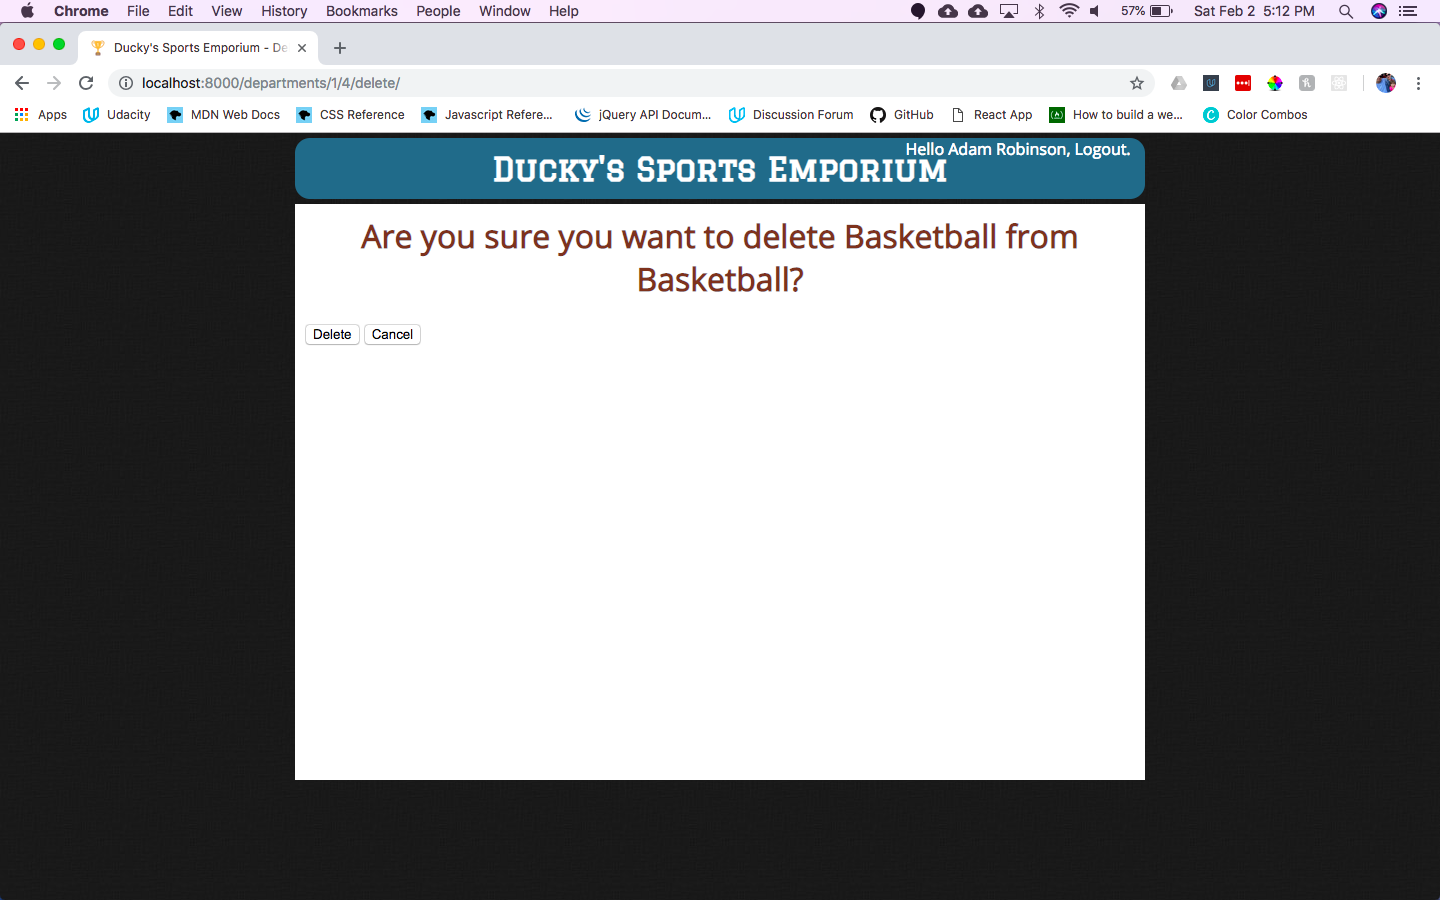 Chrome File Edit View History Bookmarks People Window Help 57% Sat Feb 2 5:12 PM
Ducky's Sports Emporium - De
localhost:8000/departments/1/4/delete/
Apps Udacity MDN Web Docs CSS Reference Javascript Refere... jQuery API Docum... Discussion Forum GitHub React App How to build a we... Color Combos
Hello Adam Robinson, Logout.
Ducky's Sports Emporium
Are you sure you want to delete Basketball from
Basketball?
Delete Cancel